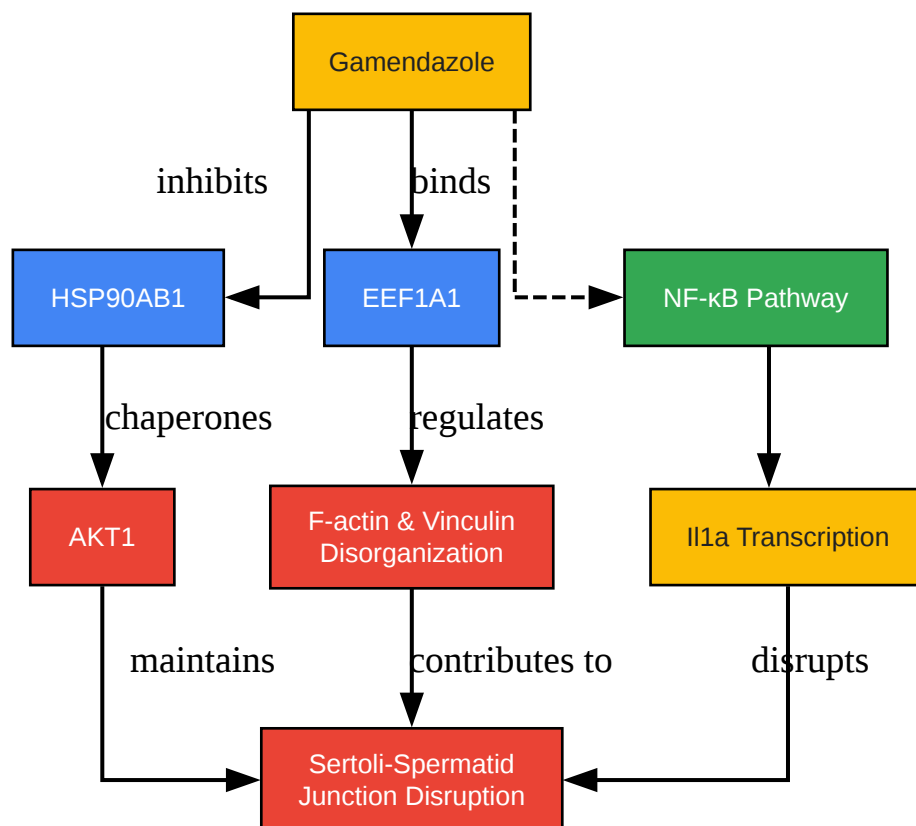 Gamendazole
inhibits
binds
HSP90AB1
EEF1A1
NF-κB Pathway
chaperones
regulates
AKT1
F-actin & Vinculin
Disorganization
Il1a Transcription
maintains
contributes to
disrupts
Sertoli-Spermatid
Junction Disruption